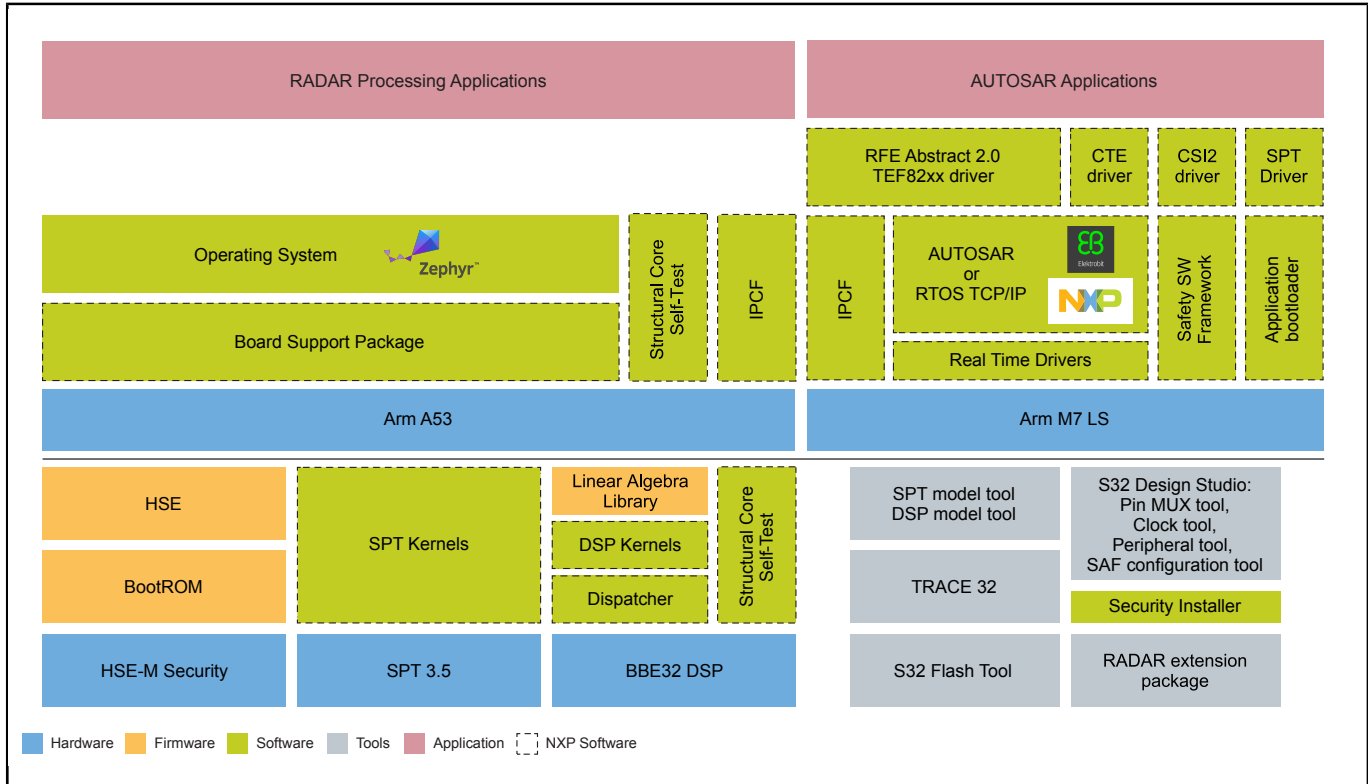 RADAR Processing Applications
AUTOSAR Applications
RFE Abstract 2.0
TEF82xx driver
CTE
driver
CSI2
driver
SPT
Driver
Operating System
Zephyr™
Board Support Package
Structural Core
Self-Test
IPCF
IPCF
AUTOSAR
or
RTOS TCP/IP
Elektrobit
NXP
Real Time Drivers
Safety SW
Framework
Application
bootloader
Arm A53
Arm M7 LS
HSE
BootROM
HSE-M Security
SPT Kernels
SPT 3.5
Linear Algebra
Library
DSP Kernels
Dispatcher
Structural Core
Self-Test
BBE32 DSP
SPT model tool
DSP model tool
TRACE 32
S32 Flash Tool
S32 Design Studio:
Pin MUX tool,
Clock tool,
Peripheral tool,
SAF configuration tool
Security Installer
RADAR extension
package
Hardware
Firmware
Software
Tools
Application
NXP Software